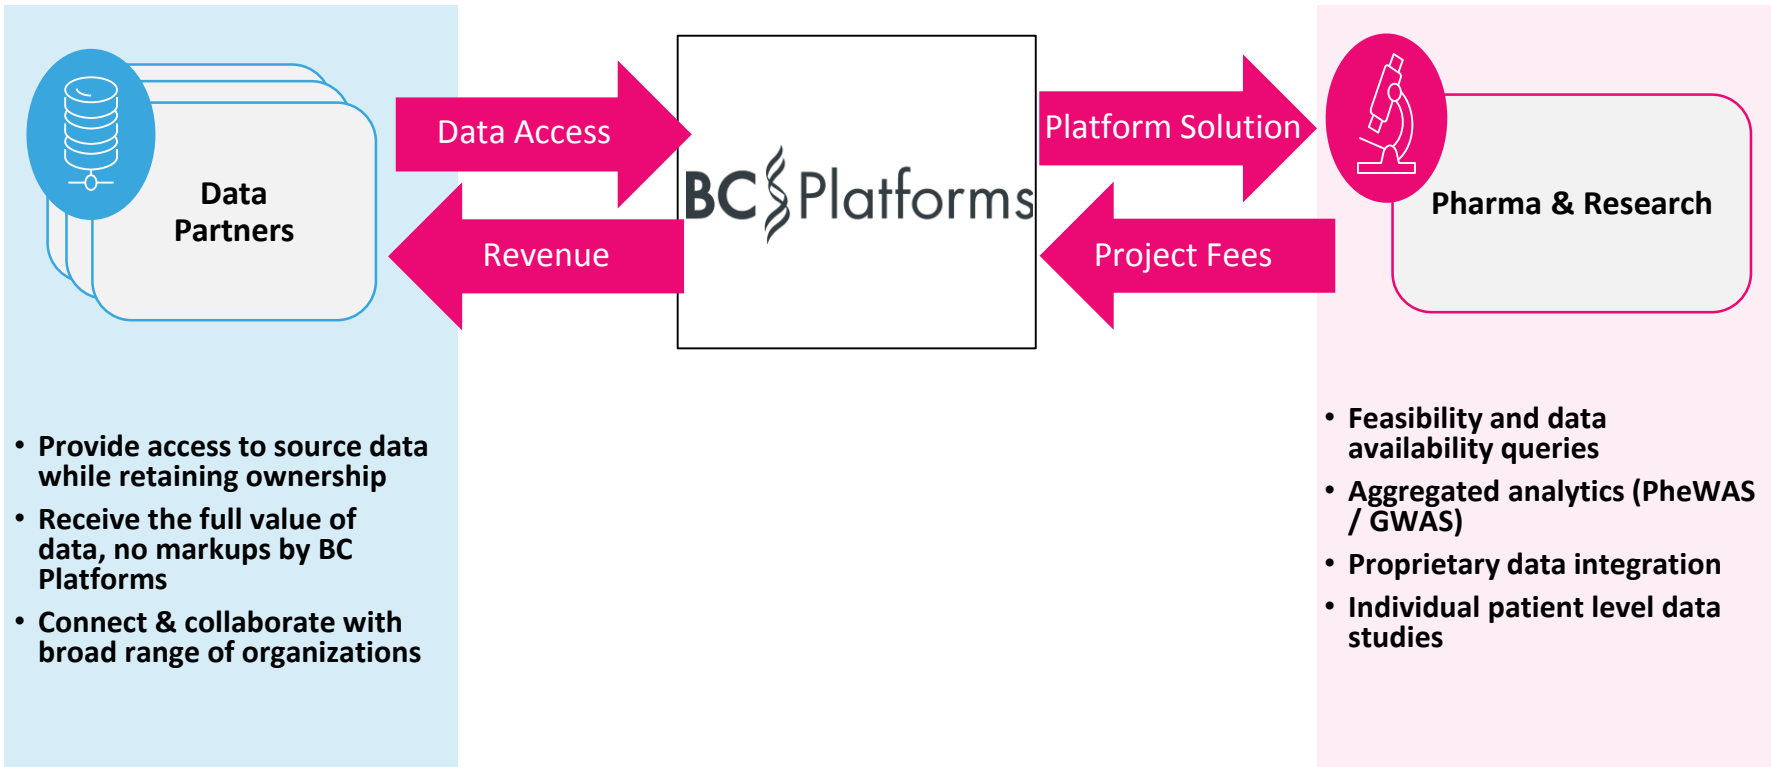 Data
Partners
Data Access
Revenue
BC Platforms
Platform Solution
Project Fees
Pharma & Research
• Provide access to source data
while retaining ownership
• Receive the full value of
data, no markups by BC
Platforms
• Connect & collaborate with
broad range of organizations
• Feasibility and data
availability queries
• Aggregated analytics (PheWAS
/ GWAS)
• Proprietary data integration
• Individual patient level data
studies